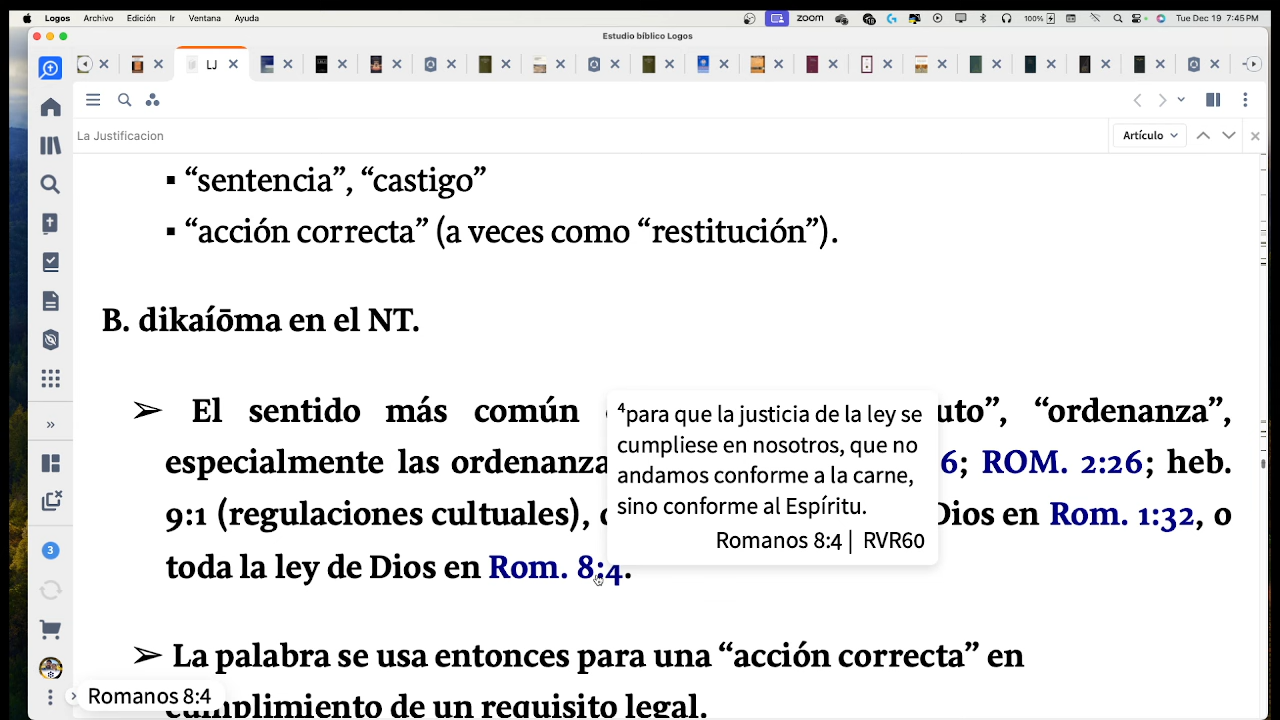 Logos Archivo Edición Ir Ventana Ayuda zoom 100% Tue Dec 19 7:45 PM
Estudio bíblico Logos
LJ
La Justificacion Artículo
▪ “sentencia”, “castigo”
▪ “acción correcta” (a veces como “restitución”).
B. dikaíōma en el NT.
➢ El sentido más común uto”, “ordenanza”,
especialmente las ordenanza 6; ROM. 2:26; heb.
9:1 (regulaciones cultuales), Dios en Rom. 1:32, o
toda la ley de Dios en Rom. 8:4.
⁴para que la justicia de la ley se
cumpliese en nosotros, que no
andamos conforme a la carne,
sino conforme al Espíritu.
Romanos 8:4 | RVR60
3
➢ La palabra se usa entonces para una “acción correcta” en
Romanos 8:4
cumplimiento de un requisito legal.